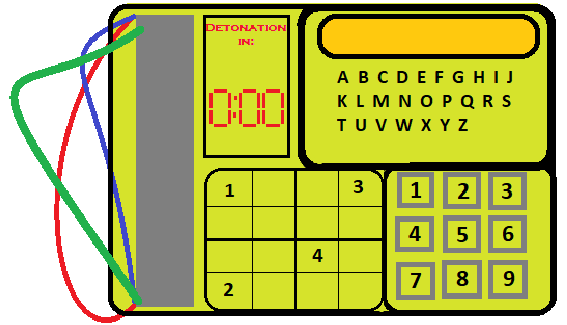 DETONATION
IN:
0:00
A B C D E F G H I J
K L M N O P Q R S
T U V W X Y Z
1 3
4
2
1 2 3
4 5 6
7 8 9